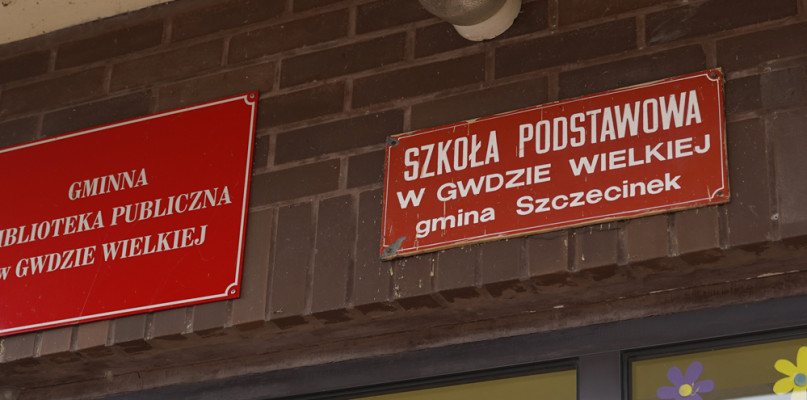 GMINNA
BIBLIOTEKA PUBLICZNA
w GWDZIE WIELKIEJ
SZKOŁA PODSTAWOWA
W GWDZIE WIELKIEJ
gmina Szczecinek